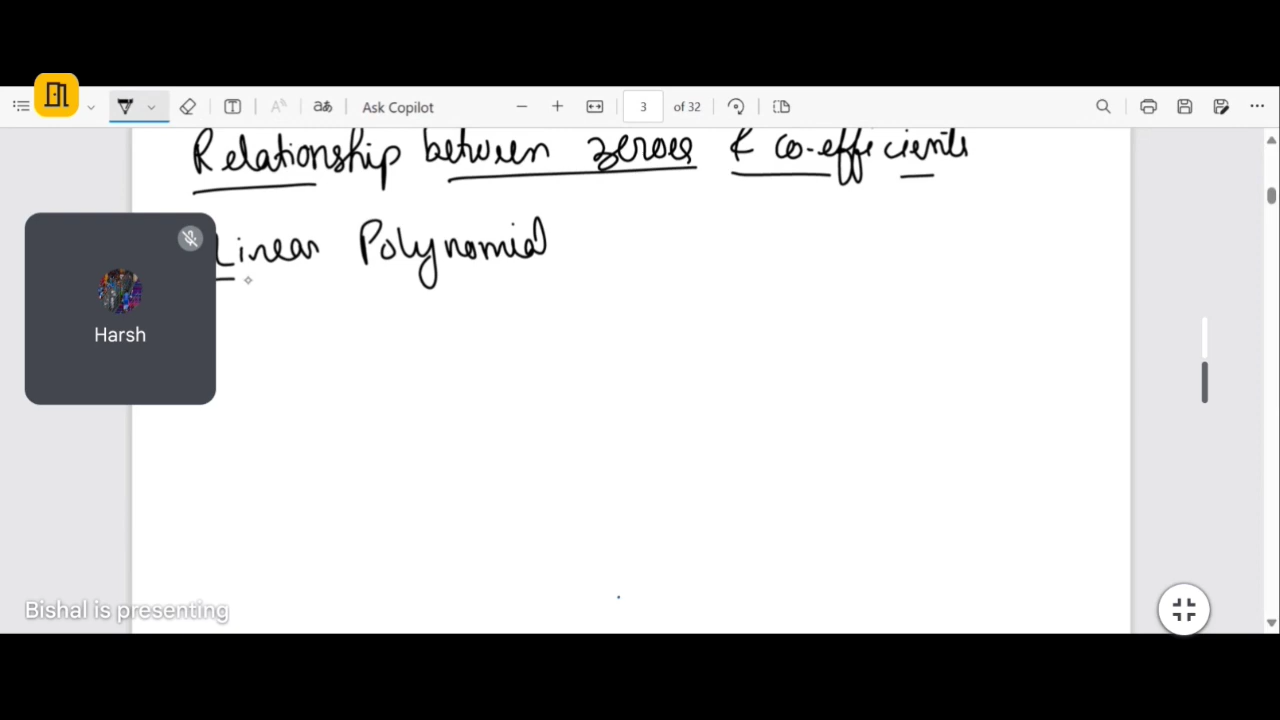 Ask Copilot
3 of 32
Relationship between zeroes & co-efficients
Linear Polynomial
Harsh
Bishal is presenting